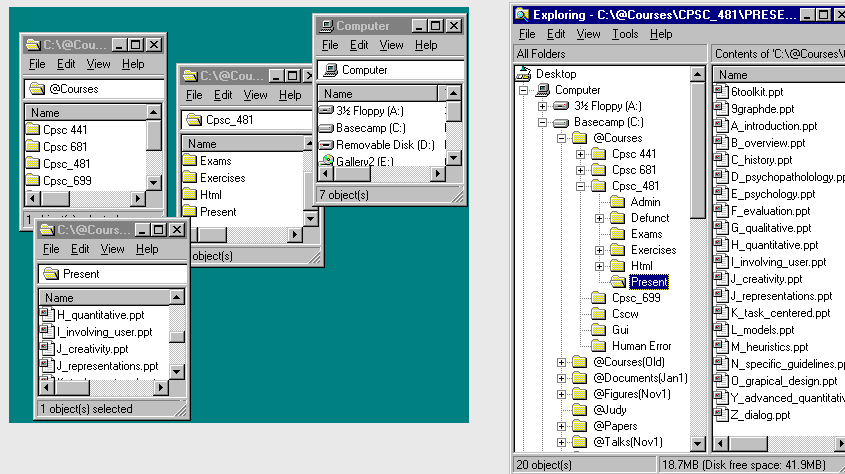 C:\@Cou...
File Edit View Help
@Courses
Name
Cpsc 441
Cpsc 681
Cpsc_481
Cpsc_699
C:\@Cou...
File Edit View
Help
Cpsc_481
Name
Exams
Exercises
Html
Present
object(s)
Computer
File Edit View Help
Computer
Name
3½ Floppy (A:)
Basecamp (C:)
Removable Disk (D:)
Gallery2 (E:)
7 object(s)
C:\@Cours...
File Edit View Help
Present
Name
H_quantitative.ppt
I_involving_user.ppt
J_creativity.ppt
J_representations.ppt
1 object(s) selected
Exploring - C:\@Courses\CPSC_481\PRESE...
File Edit View Tools Help
All Folders
Desktop
Computer
3½ Floppy (A:)
Basecamp (C:)
@Courses
Cpsc 441
Cpsc 681
Cpsc_481
Admin
Defunct
Exams
Exercises
Html
Present
Cpsc_699
Cscw
Gui
Human Error
@Courses(Old)
@Documents(Jan1)
@Figures(Nov1)
@Judy
@Papers
@Talks(Nov1)
Contents of 'C:\@Courses\
Name
6toolkit.ppt
9graphde.ppt
A_introduction.ppt
B_overview.ppt
C_history.ppt
D_psychopathology.ppt
E_psychology.ppt
F_evaluation.ppt
G_qualitative.ppt
H_quantitative.ppt
I_involving_user.ppt
J_creativity.ppt
J_representations.ppt
K_task_centered.ppt
L_models.ppt
M_heuristics.ppt
N_specific_guidelines.pp
O_grapical_design.ppt
Y_advanced_quantitativ
Z_dialog.ppt
20 object(s)
18.7MB (Disk free space: 41.9MB)